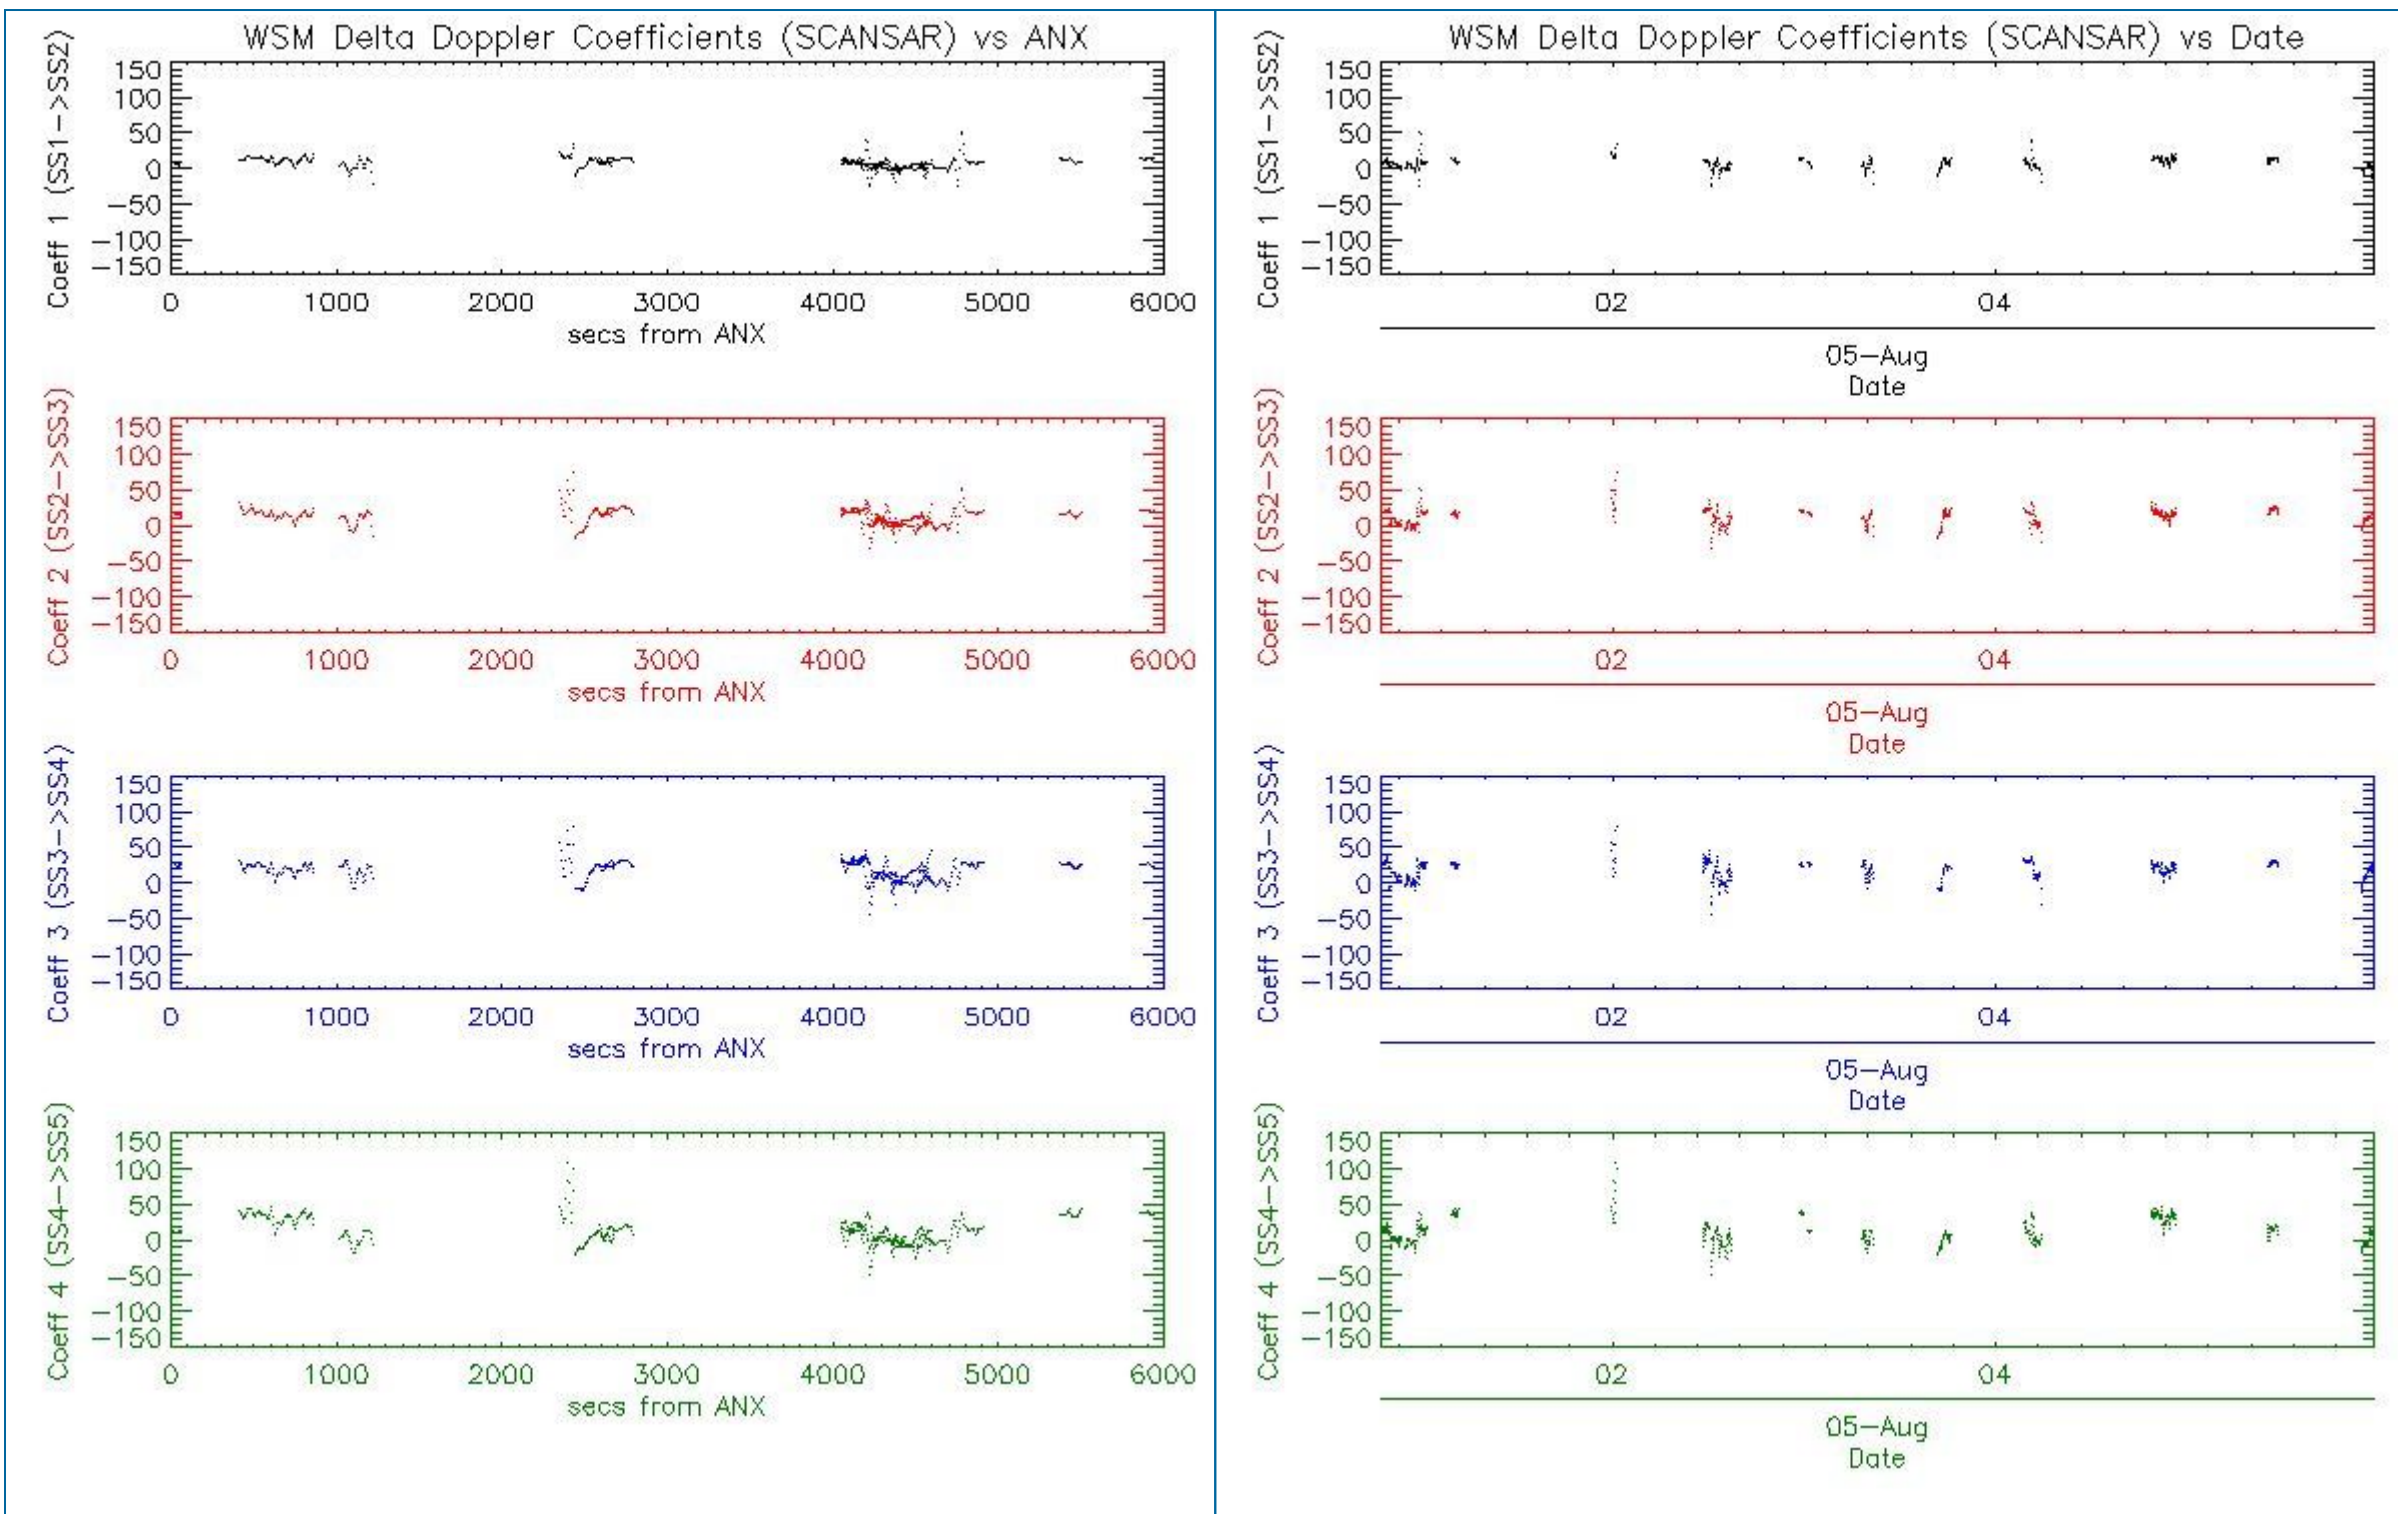 WSM Delta Doppler Coefficients (SCANSAR) vs ANX
Coeff 1 (SS1->SS2)
150
100
50
0
-50
-100
-150
0 1000 2000 3000 4000 5000 6000
secs from ANX
Coeff 2 (SS2->SS3)
150
100
50
0
-50
-100
-150
0 1000 2000 3000 4000 5000 6000
secs from ANX
Coeff 3 (SS3->SS4)
150
100
50
0
-50
-100
-150
0 1000 2000 3000 4000 5000 6000
secs from ANX
Coeff 4 (SS4->SS5)
150
100
50
0
-50
-100
-150
0 1000 2000 3000 4000 5000 6000
secs from ANX
WSM Delta Doppler Coefficients (SCANSAR) vs Date
Coeff 1 (SS1->SS2)
150
100
50
0
-50
-100
-150
02 04
05-Aug
Date
Coeff 2 (SS2->SS3)
150
100
50
0
-50
-100
-150
02 04
05-Aug
Date
Coeff 3 (SS3->SS4)
150
100
50
0
-50
-100
-150
02 04
05-Aug
Date
Coeff 4 (SS4->SS5)
150
100
50
0
-50
-100
-150
02 04
05-Aug
Date